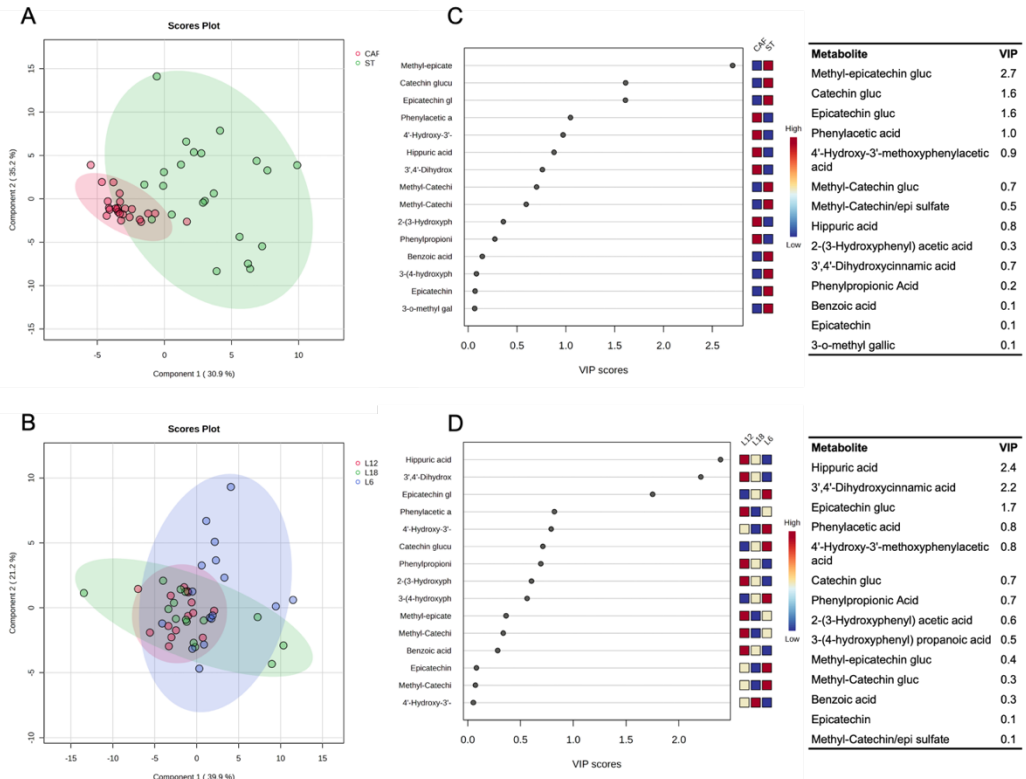 A
Scores Plot
CAF
ST
Component 2 ( 35.2 %)
15
10
5
0
-5
-10
-15
-5
0
5
10
Component 1 ( 30.9 %)
C
CAF
ST
Methyl-epicate
Catechin glucu
Epicatechin gl
Phenylacetic a
4'-Hydroxy-3'-
Hippuric acid
3',4'-Dihydrox
Methyl-Catechi
Methyl-Catechi
2-(3-Hydroxyph
Phenylpropioni
Benzoic acid
3-(4-hydroxyph
Epicatechin
3-o-methyl gal
0.0
0.5
1.0
1.5
2.0
2.5
VIP scores
High
Low
Metabolite VIP
Methyl-epicatechin gluc 2.7
Catechin gluc 1.6
Epicatechin gluc 1.6
Phenylacetic acid 1.0
4'-Hydroxy-3'-methoxyphenylacetic 0.9
acid
Methyl-Catechin gluc 0.7
Methyl-Catechin/epi sulfate 0.5
Hippuric acid 0.8
2-(3-Hydroxyphenyl) acetic acid 0.3
3',4'-Dihydroxycinnamic acid 0.7
Phenylpropionic Acid 0.2
Benzoic acid 0.1
Epicatechin 0.1
3-o-methyl gallic 0.1
B
Scores Plot
L12
L18
L6
Component 2 ( 21.2 %)
10
5
0
-5
-10
-15
-10
-5
0
5
10
15
Component 1 ( 39.9 %)
D
L12
L18
L6
Hippuric acid
3',4'-Dihydrox
Epicatechin gl
Phenylacetic a
4'-Hydroxy-3'-
Catechin glucu
Phenylpropioni
2-(3-Hydroxyph
3-(4-hydroxyph
Methyl-epicate
Methyl-Catechi
Benzoic acid
Epicatechin
Methyl-Catechi
4'-Hydroxy-3'-
0.0
0.5
1.0
1.5
2.0
VIP scores
High
Low
Metabolite VIP
Hippuric acid 2.4
3',4'-Dihydroxycinnamic acid 2.2
Epicatechin gluc 1.7
Phenylacetic acid 0.8
4'-Hydroxy-3'-methoxyphenylacetic 0.8
acid
Catechin gluc 0.7
Phenylpropionic Acid 0.7
2-(3-Hydroxyphenyl) acetic acid 0.6
3-(4-hydroxyphenyl) propanoic acid 0.5
Methyl-epicatechin gluc 0.4
Methyl-Catechin gluc 0.3
Benzoic acid 0.3
Epicatechin 0.1
Methyl-Catechin/epi sulfate 0.1